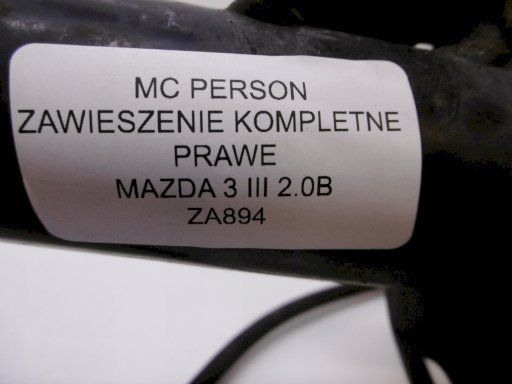 MC PERSON
ZAWIESZENIE KOMPLETNE
PRAWE
MAZDA 3 III 2.0B
ZA894